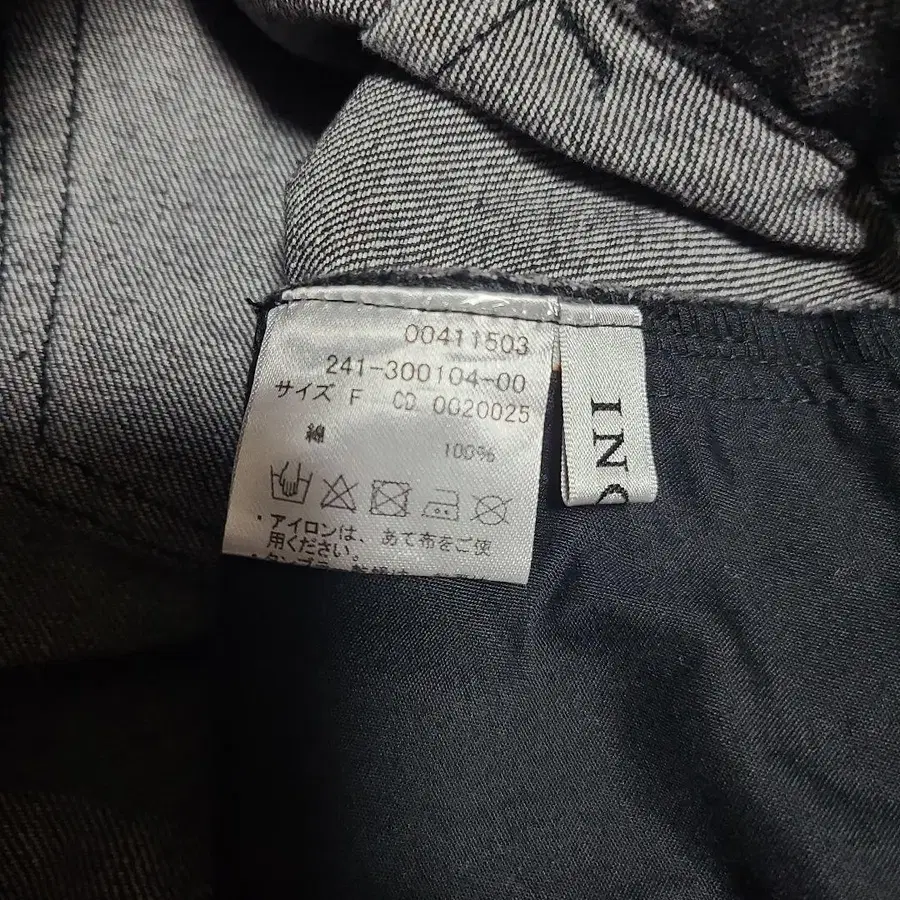 00411503
241-300104-00
サイズ F CD 0020025
綿 100%
・アイロンは、あて布をご使
用ください。
INC